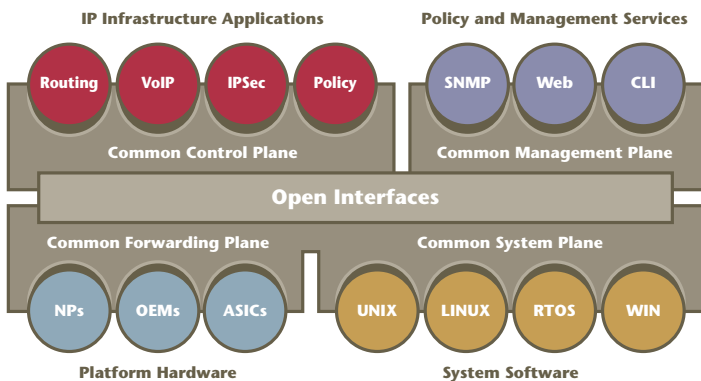 IP Infrastructure Applications
Policy and Management Services
Routing
VoIP
IPSec
Policy
SNMP
Web
CLI
Common Control Plane
Common Management Plane
Open Interfaces
Common Forwarding Plane
Common System Plane
NPs
OEMs
ASICs
UNIX
LINUX
RTOS
WIN
Platform Hardware
System Software